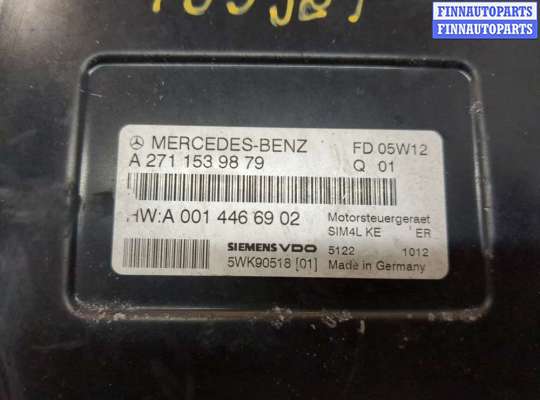 FINNAUTOPARTS
FINNAUTOPARTS
FINNAUTOPARTS
MERCEDES-BENZ FD 05W12
A 271 153 98 79 Q 01
HW:A 001 446 69 02 Motorsteuergeraet
SIM4L KE ER
SIEMENS VDO 5122 1012
5WK90518 [01] Made in Germany